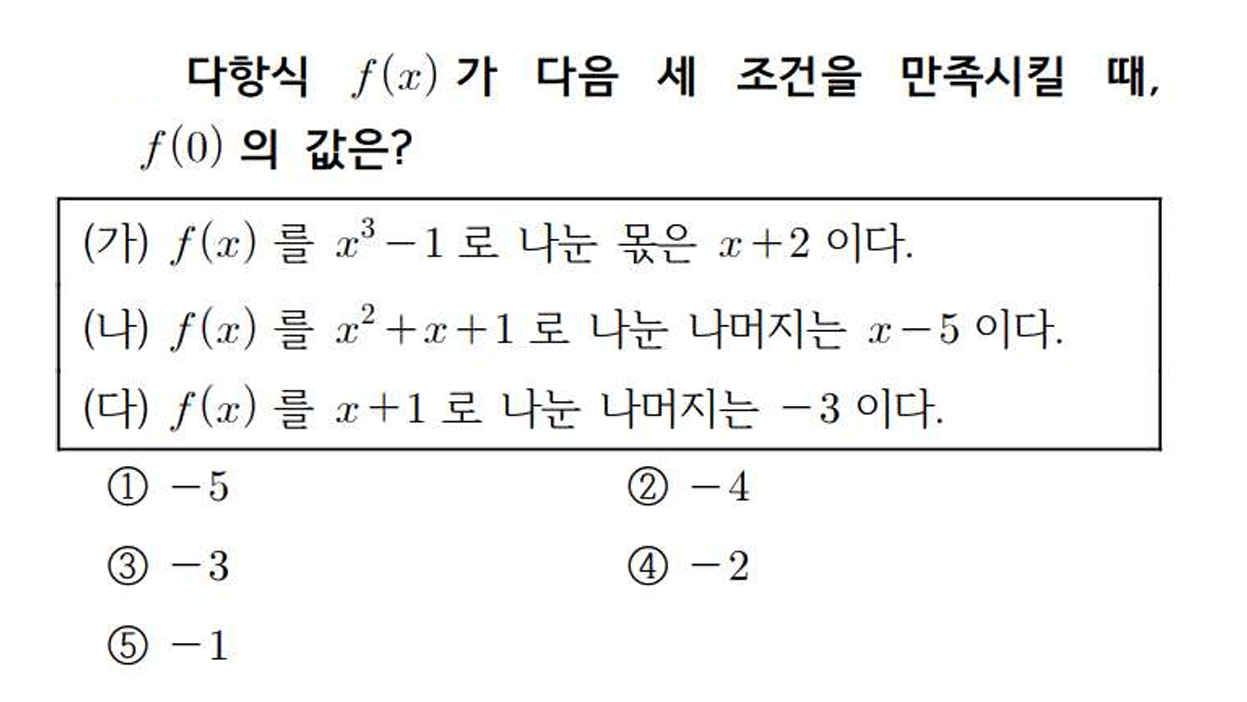 다항식 f(x)가 다음 세 조건을 만족시킬 때,
f(0)의 값은?
(가) f(x)를 x³−1로 나눈 몫은 x+2이다.
(나) f(x)를 x²+x+1로 나눈 나머지는 x−5이다.
(다) f(x)를 x+1로 나눈 나머지는 −3이다.
① −5 ② −4
③ −3 ④ −2
⑤ −1